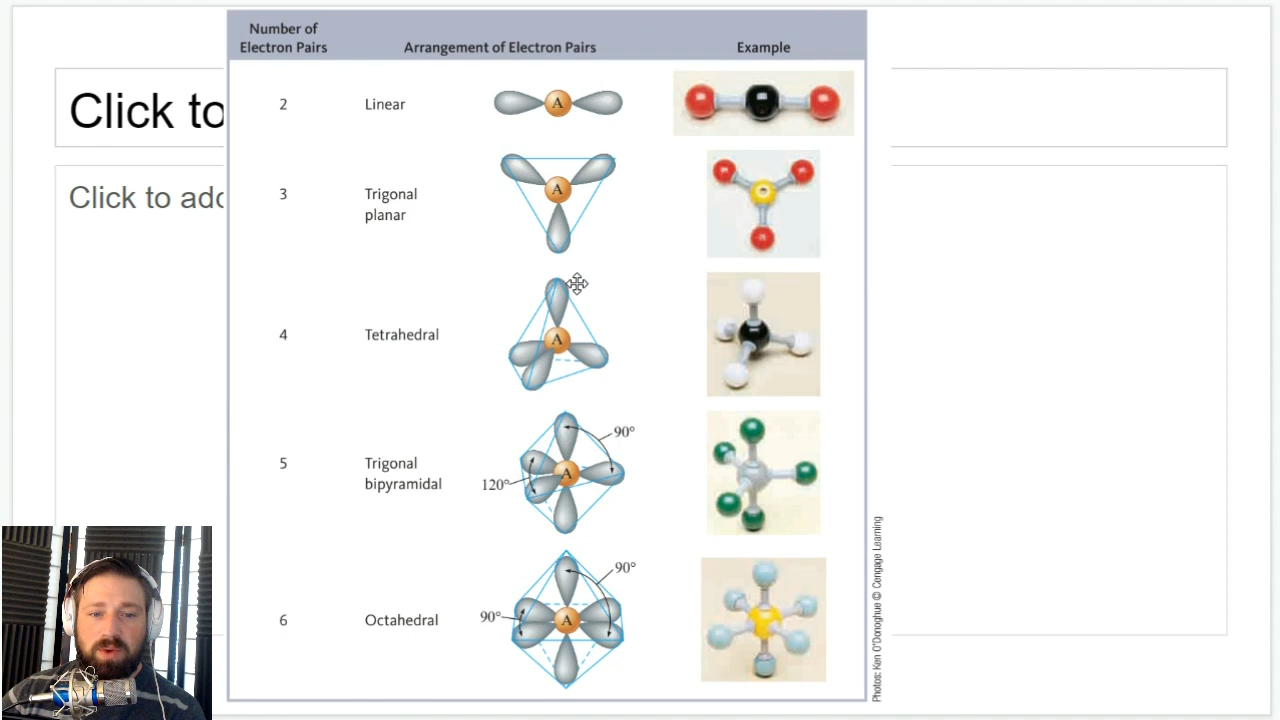 Number of
Electron Pairs
Arrangement of Electron Pairs
Example
Click to
Click to add
2
Linear
A
3
Trigonal
planar
A
4
Tetrahedral
A
5
Trigonal
bipyramidal
90°
120°
A
6
Octahedral
90°
90°
A
Photos: Ken O'Donoghue © Cengage Learning